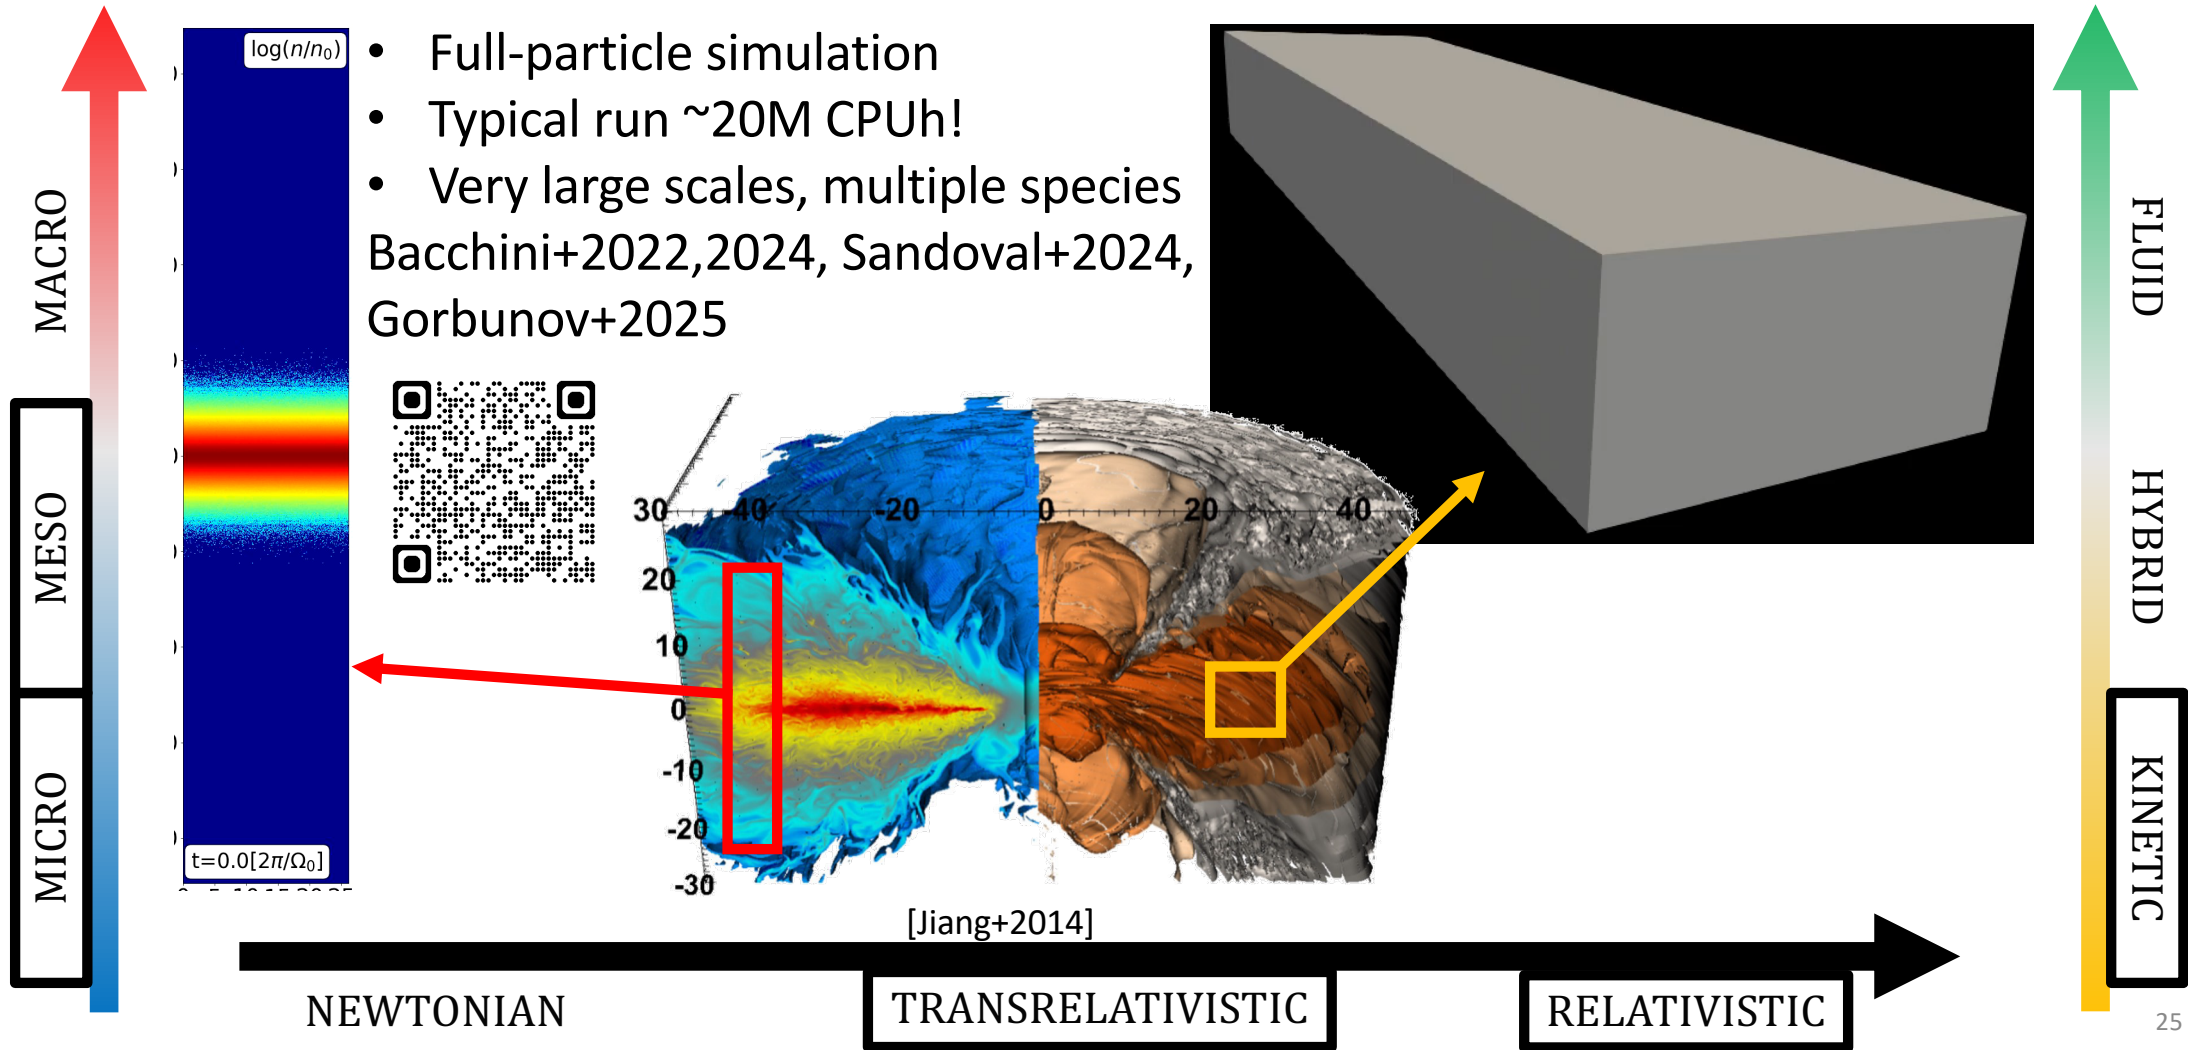 • Full-particle simulation
• Typical run ~20M CPUh!
• Very large scales, multiple species
Bacchini+2022,2024, Sandoval+2024,
Gorbunov+2025
log(n/n₀)
t=0.0[2π/Ω₀]
MACRO
MESO
MICRO
30
-40
-20
0
20
40
20
10
0
-10
-20
-30
[Jiang+2014]
NEWTONIAN
TRANSRELATIVISTIC
RELATIVISTIC
FLUID
HYBRID
KINETIC
25